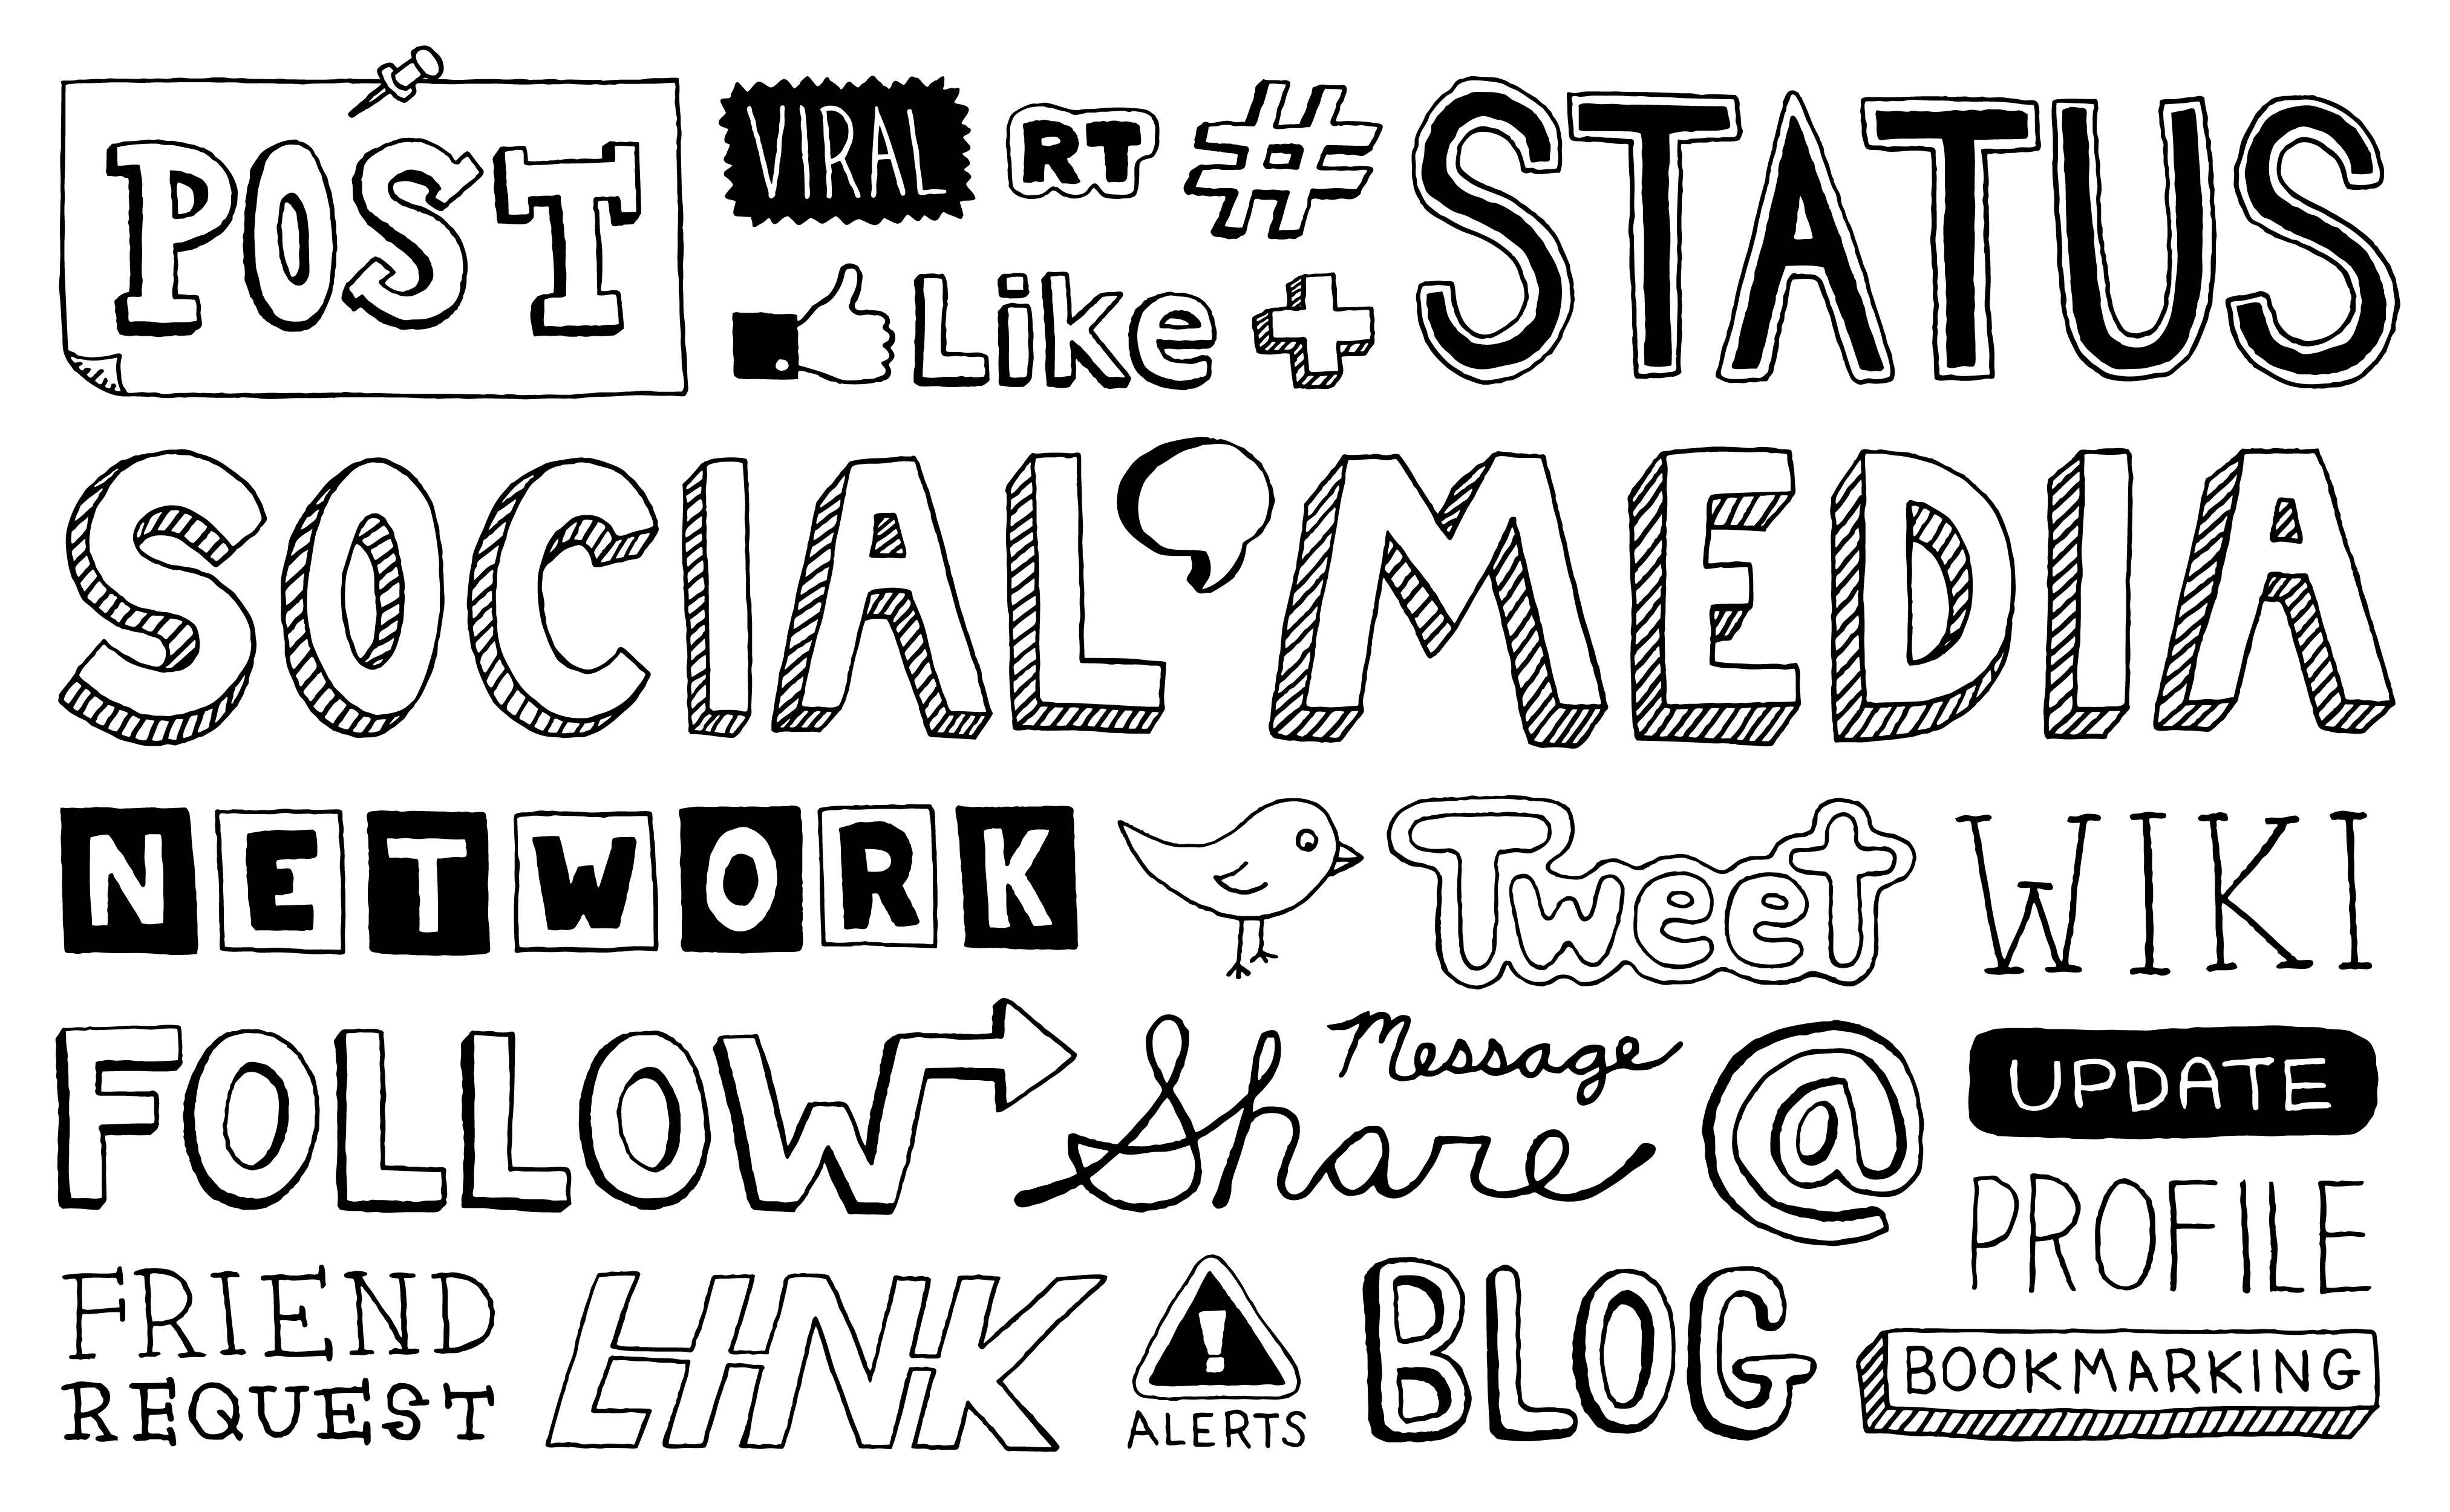 POST
VIRAL RT #
Like +
STATUS
SOCIAL MEDIA
NETWORK Tweet WIKI
FOLLOW Share Message @ UPDATE
PROFILE
FRIEND
REQUEST
! ALERTS
BLOG
BOOKMARKING